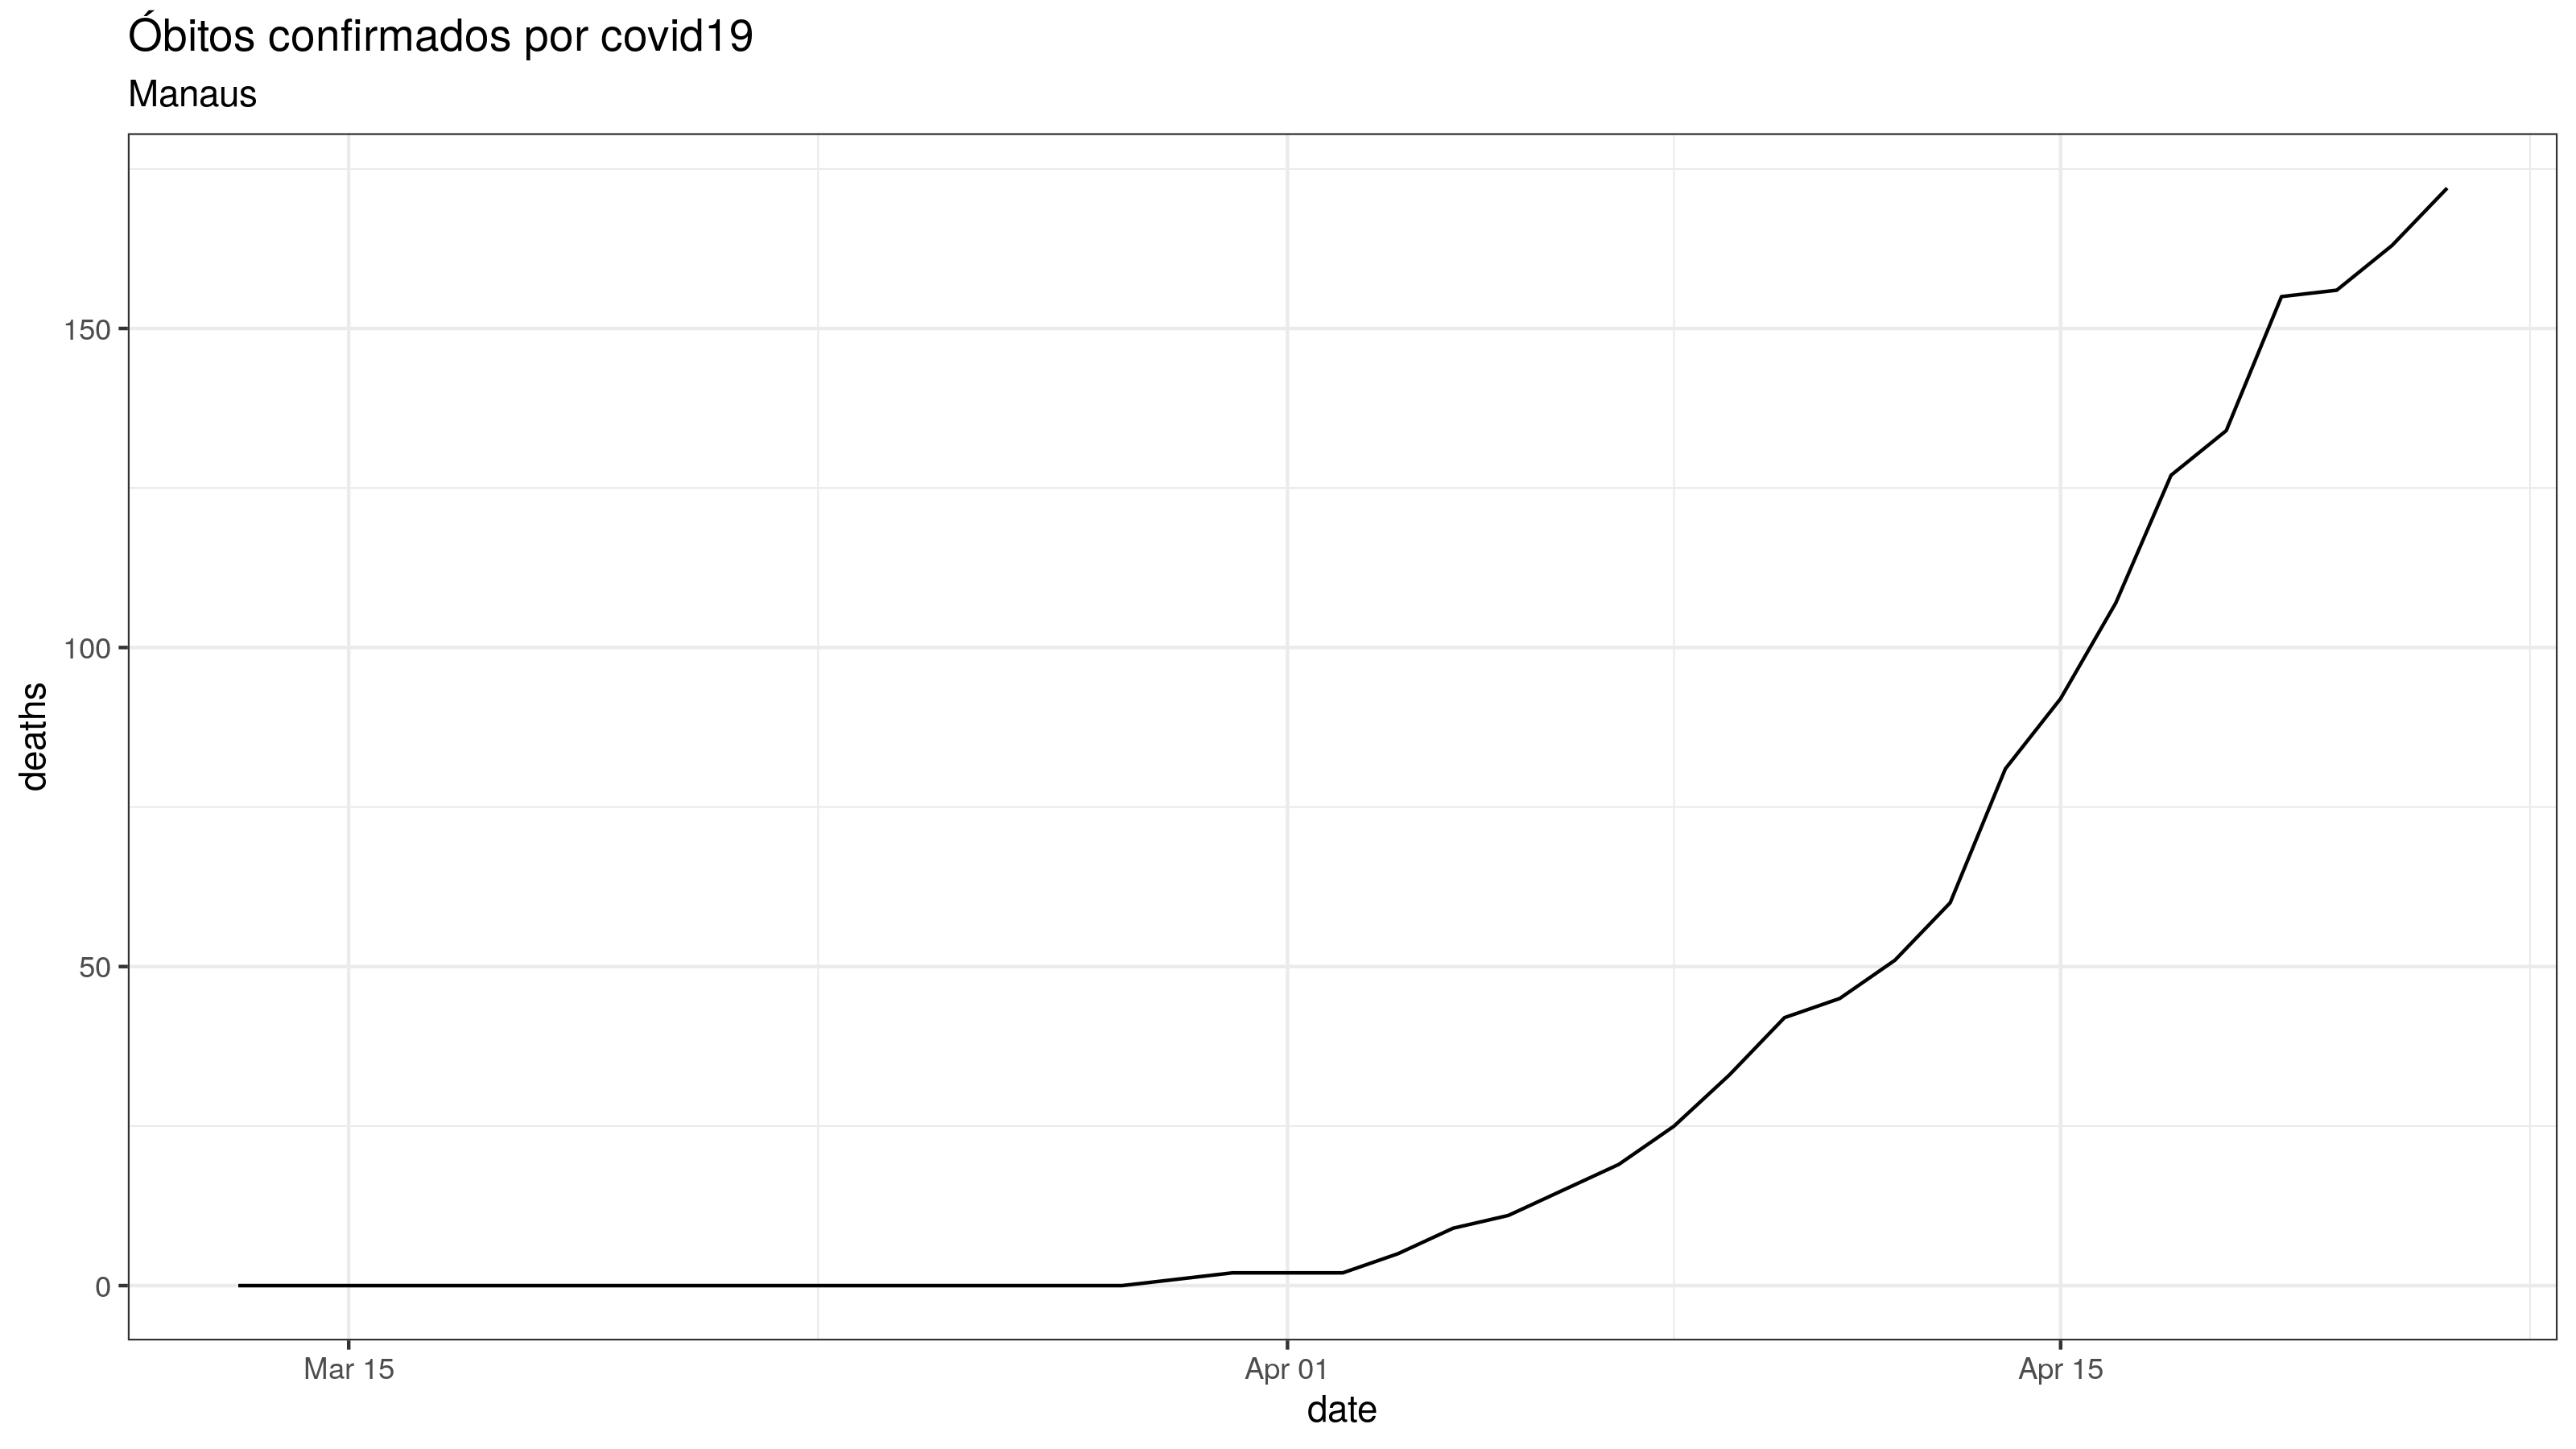 Óbitos confirmados por covid19
Manaus
deaths
150
100
50
0
Mar 15
Apr 01
Apr 15
date